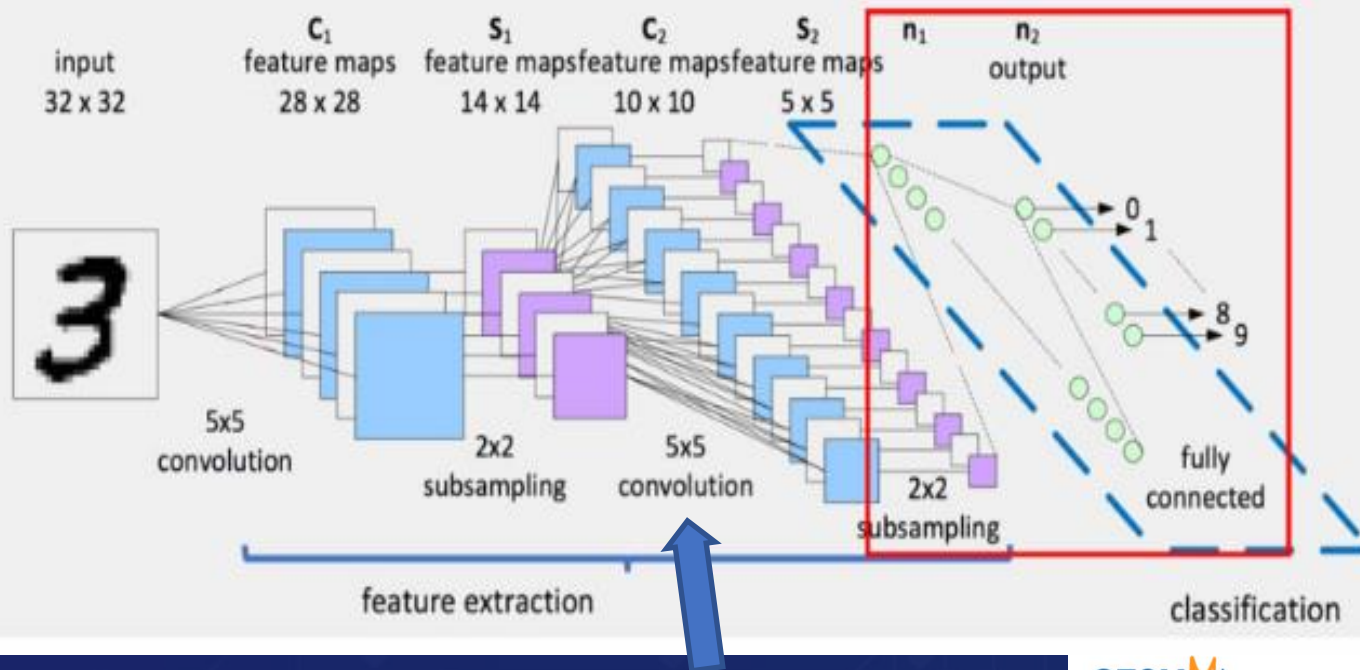 input
32 x 32
C1
feature maps
28 x 28
S1
feature maps
14 x 14
C2
feature maps
10 x 10
S2
feature maps
5 x 5
n1
n2
output
0
1
8
9
5x5
convolution
2x2
subsampling
5x5
convolution
2x2
subsampling
fully
connected
feature extraction
classification
3